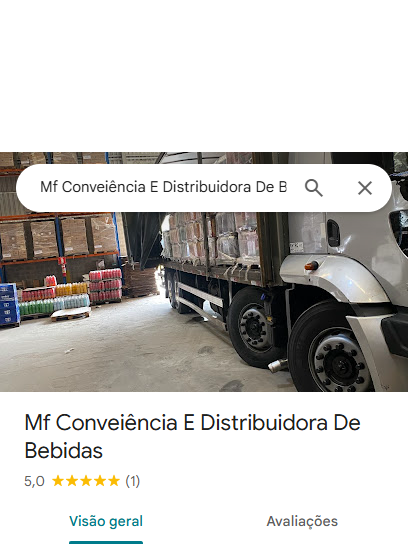 Mf Conveiência E Distribuidora De B
Mf Conveiência E Distribuidora De
Bebidas
5,0 ★★★★★ (1)
Visão geral
Avaliações